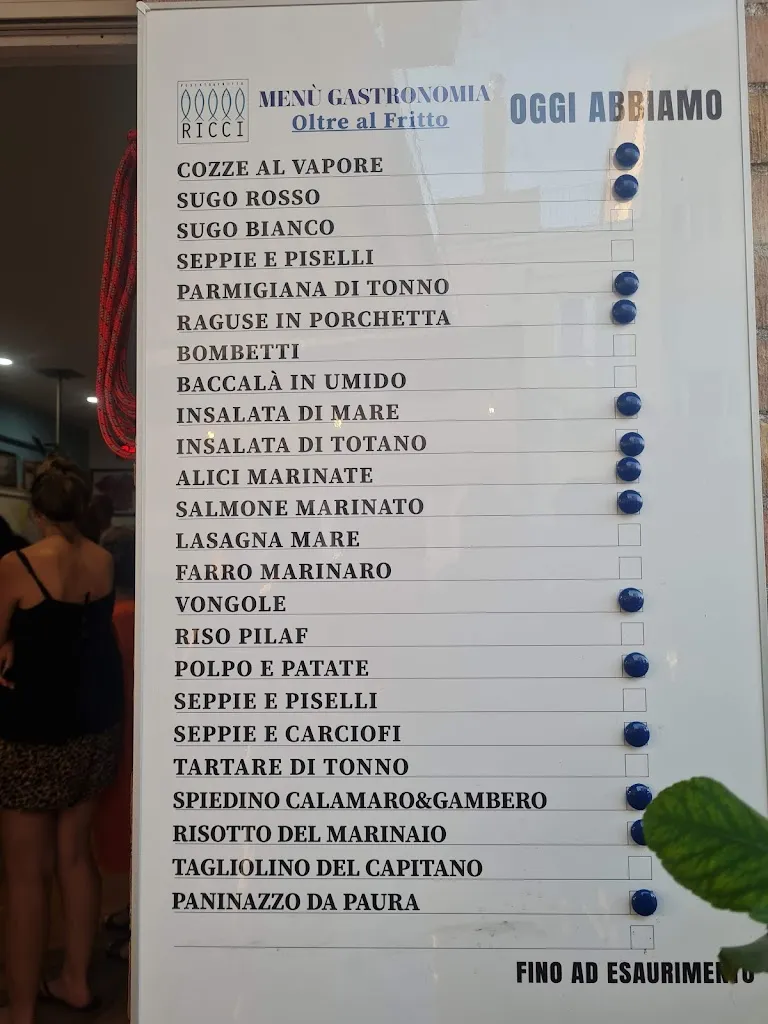 RICCI
MENÙ GASTRONOMIA
Oltre al Fritto
OGGI ABBIAMO
COZZE AL VAPORE
SUGO ROSSO
SUGO BIANCO
SEPPIE E PISELLI
PARMIGIANA DI TONNO
RAGUSE IN PORCHETTA
BOMBETTI
BACCALÀ IN UMIDO
INSALATA DI MARE
INSALATA DI TOTANO
ALICI MARINATE
SALMONE MARINATO
LASAGNA MARE
FARRO MARINARO
VONGOLE
RISO PILAF
POLPO E PATATE
SEPPIE E PISELLI
SEPPIE E CARCIOFI
TARTARE DI TONNO
SPIEDINO CALAMARO&GAMBERO
RISOTTO DEL MARINAIO
TAGLIOLINO DEL CAPITANO
PANINAZZO DA PAURA
FINO AD ESAURIMENTO